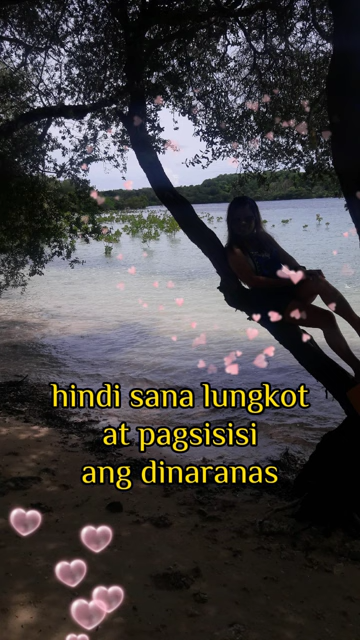 hindi sana lungkot
at pagsisisi
ang dinaranas